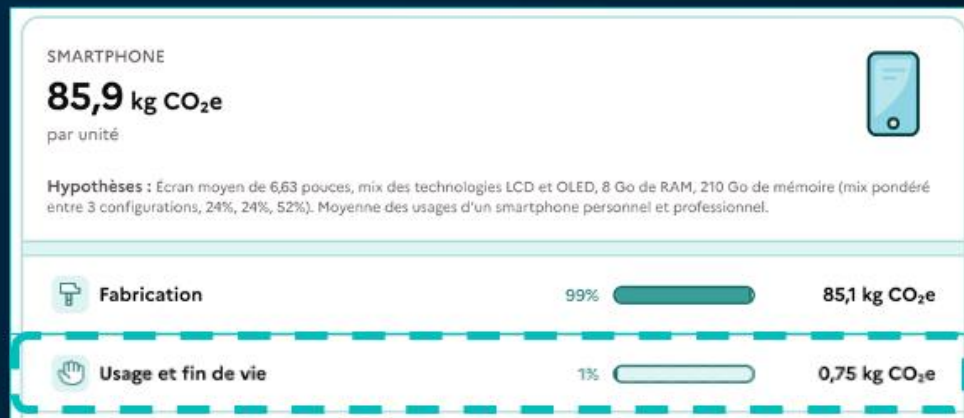 SMARTPHONE
85,9 kg CO₂e
par unité
Hypothèses : Écran moyen de 6,63 pouces, mix des technologies LCD et OLED, 8 Go de RAM, 210 Go de mémoire (mix pondéré
entre 3 configurations, 24%, 24%, 52%). Moyenne des usages d'un smartphone personnel et professionnel.
Fabrication 99% 85,1 kg CO₂e
Usage et fin de vie 1% 0,75 kg CO₂e